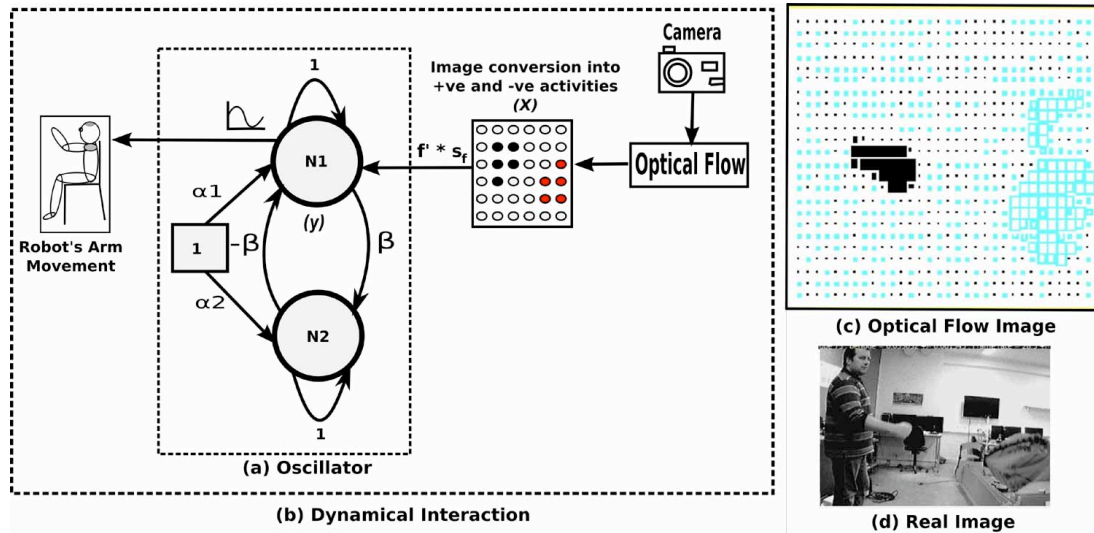 Camera
Image conversion into
+ve and -ve activities
(X)
Optical Flow
f' * s_f
1
N1
(y)
α1
1
-β
β
α2
N2
1
Robot's Arm
Movement
(a) Oscillator
(b) Dynamical Interaction
(c) Optical Flow Image
(d) Real Image